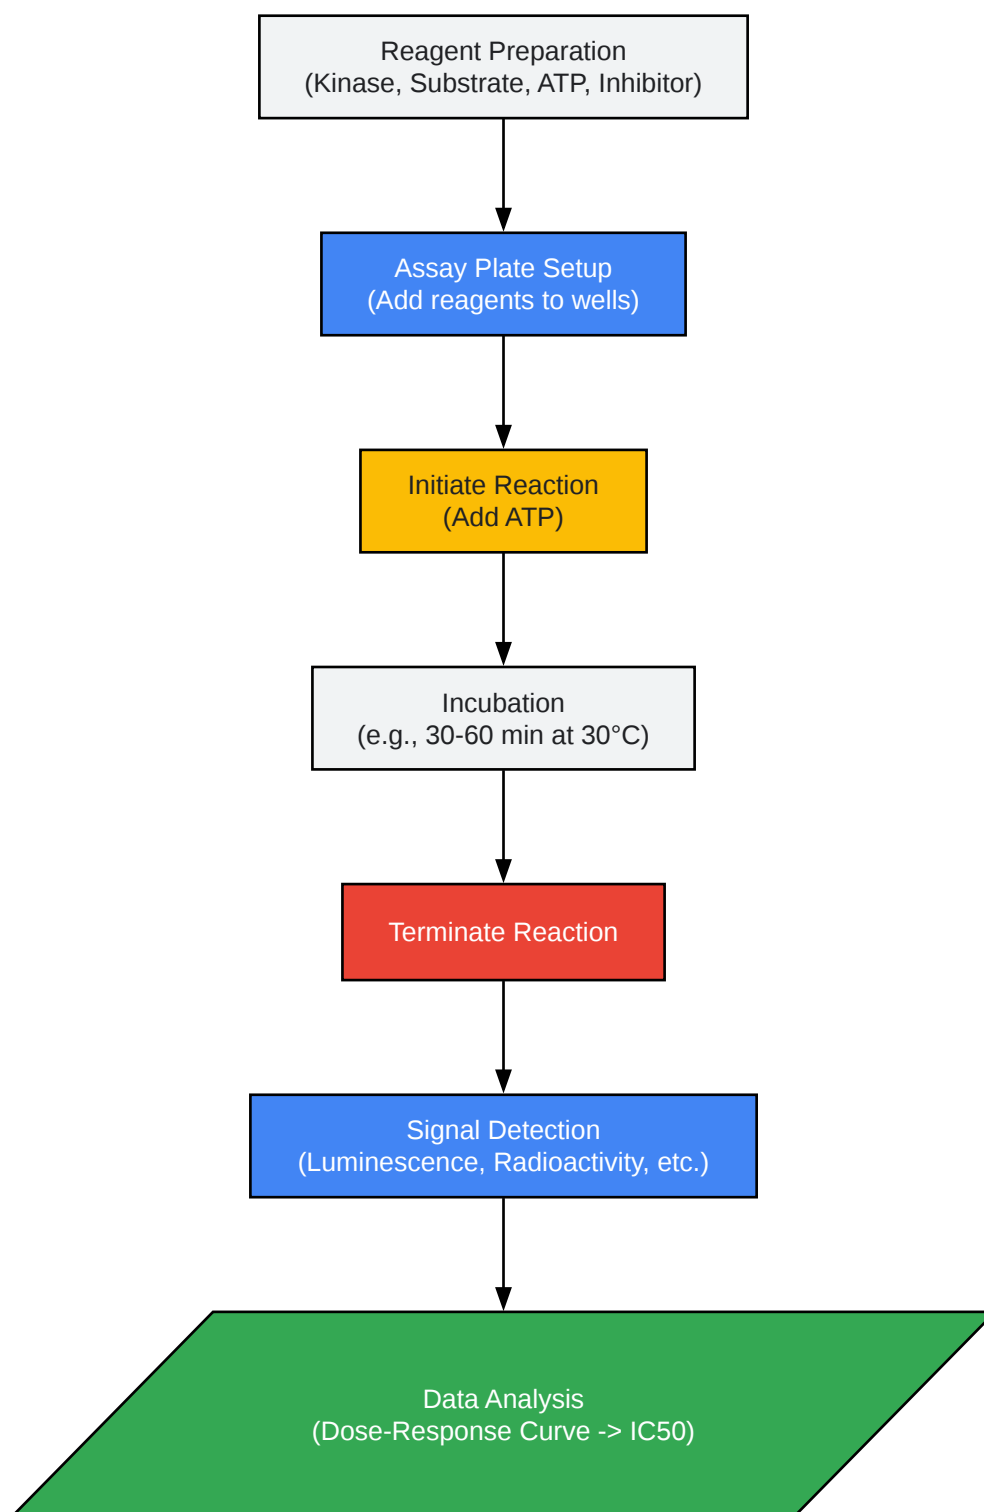 Reagent Preparation
(Kinase, Substrate, ATP, Inhibitor)
Assay Plate Setup
(Add reagents to wells)
Initiate Reaction
(Add ATP)
Incubation
(e.g., 30-60 min at 30°C)
Terminate Reaction
Signal Detection
(Luminescence, Radioactivity, etc.)
Data Analysis
(Dose-Response Curve -> IC50)